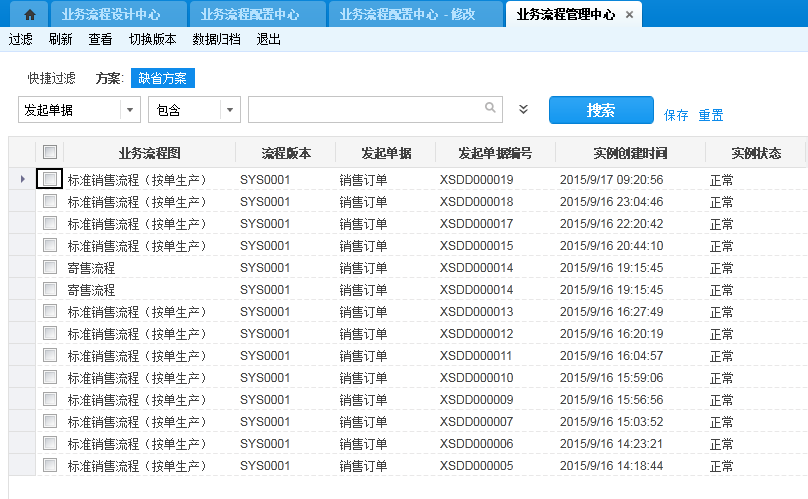 业务流程设计中心 业务流程配置中心 业务流程配置中心 - 修改 业务流程管理中心 ×
过滤 刷新 查看 切换版本 数据归档 退出
快捷过滤 方案: 缺省方案
发起单据 包含 搜索 保存 重置
业务流程图 流程版本 发起单据 发起单据编号 实例创建时间 实例状态
标准销售流程（按单生产） SYS0001 销售订单 XSDD000019 2015/9/17 09:20:56 正常
标准销售流程（按单生产） SYS0001 销售订单 XSDD000018 2015/9/16 23:04:46 正常
标准销售流程（按单生产） SYS0001 销售订单 XSDD000017 2015/9/16 22:20:42 正常
标准销售流程（按单生产） SYS0001 销售订单 XSDD000015 2015/9/16 20:44:10 正常
寄售流程 SYS0001 销售订单 XSDD000014 2015/9/16 19:15:45 正常
寄售流程 SYS0001 销售订单 XSDD000014 2015/9/16 19:15:45 正常
标准销售流程（按单生产） SYS0001 销售订单 XSDD000013 2015/9/16 16:27:49 正常
标准销售流程（按单生产） SYS0001 销售订单 XSDD000012 2015/9/16 16:20:19 正常
标准销售流程（按单生产） SYS0001 销售订单 XSDD000011 2015/9/16 16:04:57 正常
标准销售流程（按单生产） SYS0001 销售订单 XSDD000010 2015/9/16 15:59:06 正常
标准销售流程（按单生产） SYS0001 销售订单 XSDD000009 2015/9/16 15:56:56 正常
标准销售流程（按单生产） SYS0001 销售订单 XSDD000007 2015/9/16 15:03:52 正常
标准销售流程（按单生产） SYS0001 销售订单 XSDD000006 2015/9/16 14:23:21 正常
标准销售流程（按单生产） SYS0001 销售订单 XSDD000005 2015/9/16 14:18:44 正常